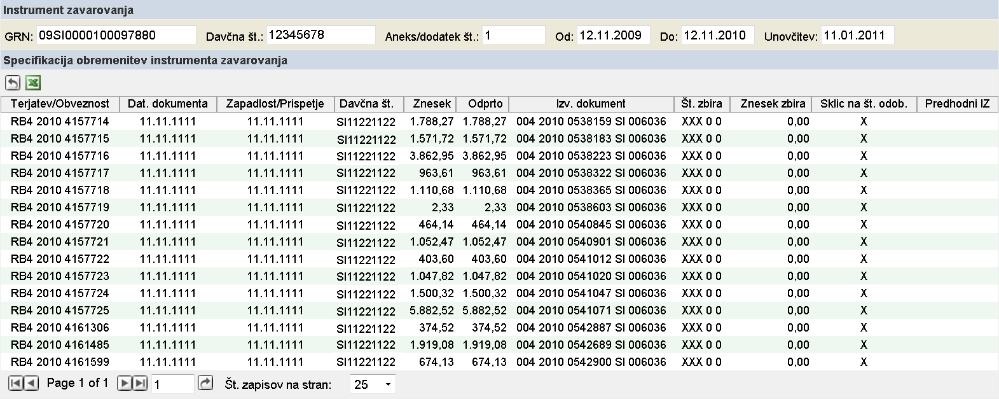 Instrument zavarovanja
GRN: 09SI0000100097880 Davčna št.: 12345678 Aneks/dodatek št.: 1 Od: 12.11.2009 Do: 12.11.2010 Unovčitev: 11.01.2011
Specifikacija obremenitev instrumenta zavarovanja
Terjatev/Obveznost Dat. dokumenta Zapadlost/Prispetje Davčna št. Znesek Odprto Izv. dokument Št. zbira Znesek zbira Sklic na št. odob. Predhodni IZ
RB4 2010 4157714 11.11.1111 11.11.1111 SI11221122 1.788,27 1.788,27 004 2010 0538159 SI 006036 XXX 0 0 0,00 X
RB4 2010 4157715 11.11.1111 11.11.1111 SI11221122 1.571,72 1.571,72 004 2010 0538183 SI 006036 XXX 0 0 0,00 X
RB4 2010 4157716 11.11.1111 11.11.1111 SI11221122 3.862,95 3.862,95 004 2010 0538223 SI 006036 XXX 0 0 0,00 X
RB4 2010 4157717 11.11.1111 11.11.1111 SI11221122 963,61 963,61 004 2010 0538322 SI 006036 XXX 0 0 0,00 X
RB4 2010 4157718 11.11.1111 11.11.1111 SI11221122 1.110,68 1.110,68 004 2010 0538365 SI 006036 XXX 0 0 0,00 X
RB4 2010 4157719 11.11.1111 11.11.1111 SI11221122 2,33 2,33 004 2010 0538603 SI 006036 XXX 0 0 0,00 X
RB4 2010 4157720 11.11.1111 11.11.1111 SI11221122 464,14 464,14 004 2010 0540845 SI 006036 XXX 0 0 0,00 X
RB4 2010 4157721 11.11.1111 11.11.1111 SI11221122 1.052,47 1.052,47 004 2010 0540901 SI 006036 XXX 0 0 0,00 X
RB4 2010 4157722 11.11.1111 11.11.1111 SI11221122 403,60 403,60 004 2010 0541012 SI 006036 XXX 0 0 0,00 X
RB4 2010 4157723 11.11.1111 11.11.1111 SI11221122 1.047,82 1.047,82 004 2010 0541020 SI 006036 XXX 0 0 0,00 X
RB4 2010 4157724 11.11.1111 11.11.1111 SI11221122 1.500,32 1.500,32 004 2010 0541047 SI 006036 XXX 0 0 0,00 X
RB4 2010 4157725 11.11.1111 11.11.1111 SI11221122 5.882,52 5.882,52 004 2010 0541071 SI 006036 XXX 0 0 0,00 X
RB4 2010 4161306 11.11.1111 11.11.1111 SI11221122 374,52 374,52 004 2010 0542887 SI 006036 XXX 0 0 0,00 X
RB4 2010 4161485 11.11.1111 11.11.1111 SI11221122 1.919,08 1.919,08 004 2010 0542689 SI 006036 XXX 0 0 0,00 X
RB4 2010 4161599 11.11.1111 11.11.1111 SI11221122 674,13 674,13 004 2010 0542900 SI 006036 XXX 0 0 0,00 X
Page 1 of 1 1 Št. zapisov na stran: 25